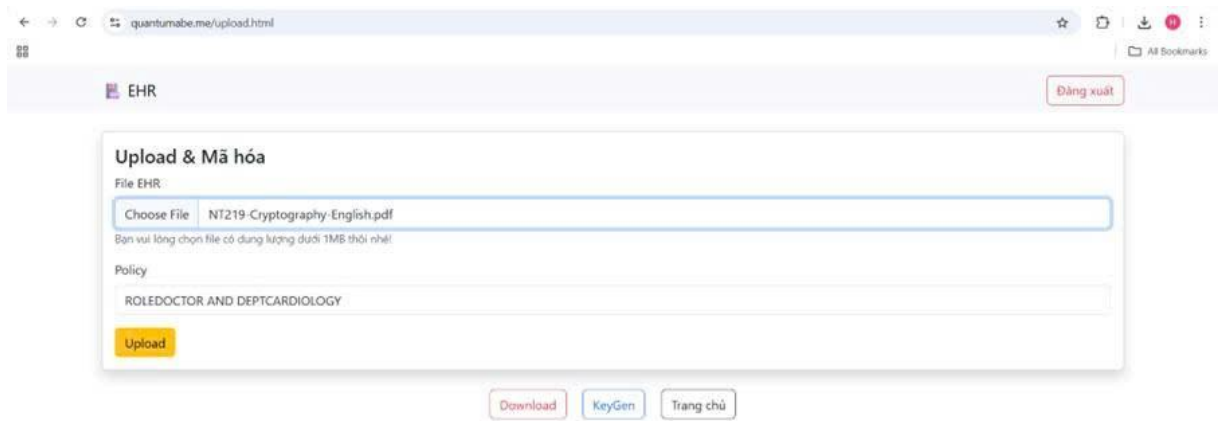 quantumabe.me/upload.html
H
All Bookmarks
EHR
Đăng xuất
Upload & Mã hóa
File EHR
Choose File NT219-Cryptography-English.pdf
Bạn vui lòng chọn file có dung lượng dưới 1MB thôi nhé!
Policy
ROLEDOCTOR AND DEPTCARDIOLOGY
Upload
Download KeyGen Trang chủ